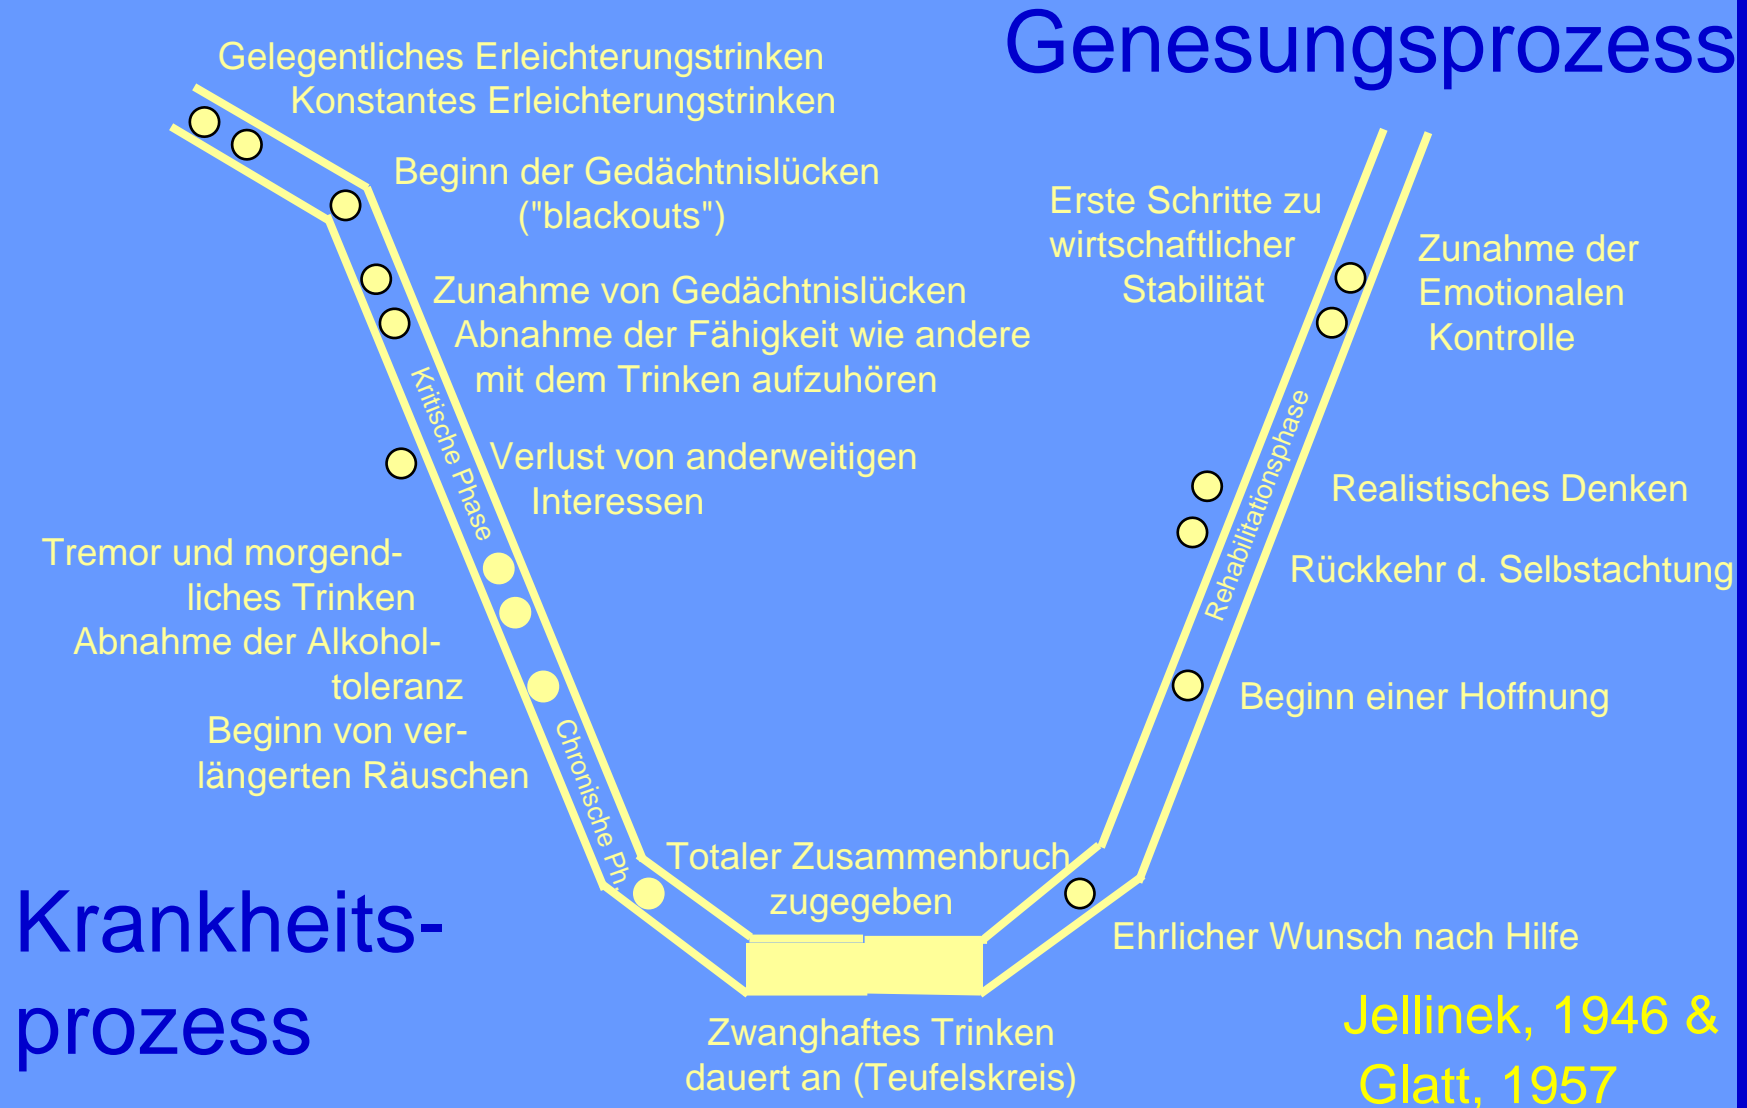 Genesungsprozess
Gelegentliches Erleichterungstrinken
Konstantes Erleichterungstrinken
Beginn der Gedächtnislücken
("blackouts")
Zunahme von Gedächtnislücken
Abnahme der Fähigkeit wie andere
mit dem Trinken aufzuhören
Kritische Phase
Verlust von anderweitigen
Interessen
Tremor und morgend-
liches Trinken
Abnahme der Alkohol-
toleranz
Beginn von ver-
längerten Räuschen
Chronische Ph,
Krankheits-
prozess
Totaler Zusammenbruch
zugegeben
Zwanghaftes Trinken
dauert an (Teufelskreis)
Erste Schritte zu
wirtschaftlicher
Stabilität
Zunahme der
Emotionalen
Kontrolle
Rehabilitationsphase
Realistisches Denken
Rückkehr d. Selbstachtung
Beginn einer Hoffnung
Ehrlicher Wunsch nach Hilfe
Jellinek, 1946 &
Glatt, 1957